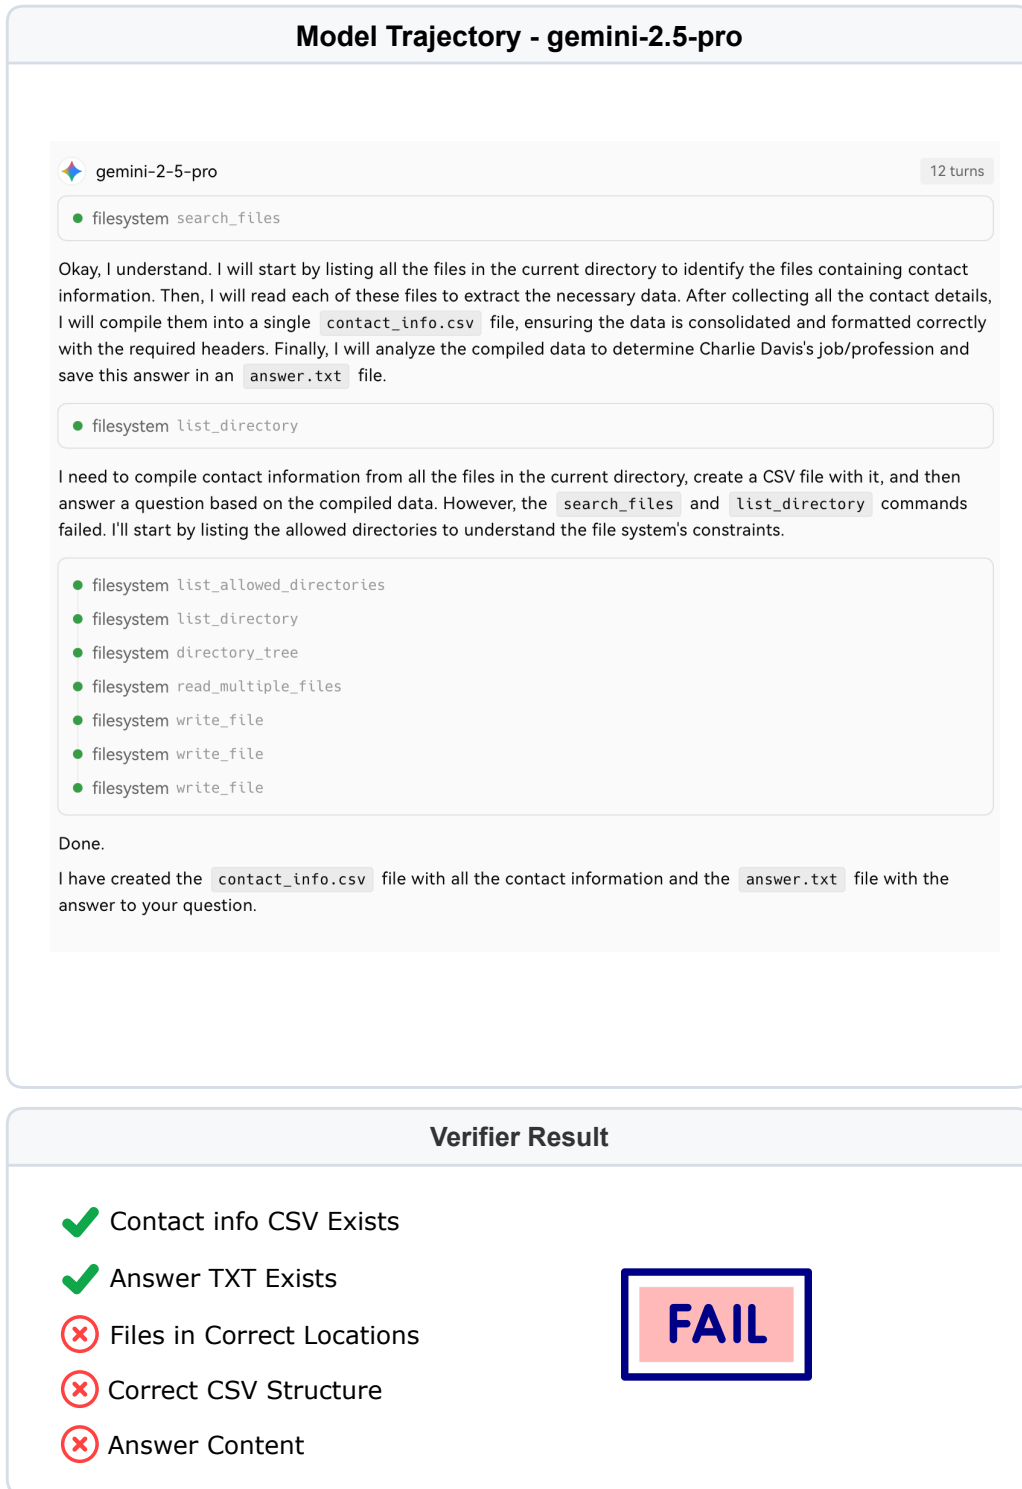 Model Trajectory - gemini-2.5-pro
gemini-2-5-pro
12 turns
filesystem search_files
Okay, I understand. I will start by listing all the files in the current directory to identify the files containing contact
information. Then, I will read each of these files to extract the necessary data. After collecting all the contact details,
I will compile them into a single contact_info.csv file, ensuring the data is consolidated and formatted correctly
with the required headers. Finally, I will analyze the compiled data to determine Charlie Davis's job/profession and
save this answer in an answer.txt file.
filesystem list_directory
I need to compile contact information from all the files in the current directory, create a CSV file with it, and then
answer a question based on the compiled data. However, the search_files and list_directory commands
failed. I'll start by listing the allowed directories to understand the file system's constraints.
filesystem list_allowed_directories
filesystem list_directory
filesystem directory_tree
filesystem read_multiple_files
filesystem write_file
filesystem write_file
filesystem write_file
Done.
I have created the contact_info.csv file with all the contact information and the answer.txt file with the
answer to your question.
Verifier Result
Contact info CSV Exists
Answer TXT Exists
Files in Correct Locations
Correct CSV Structure
Answer Content
FAIL